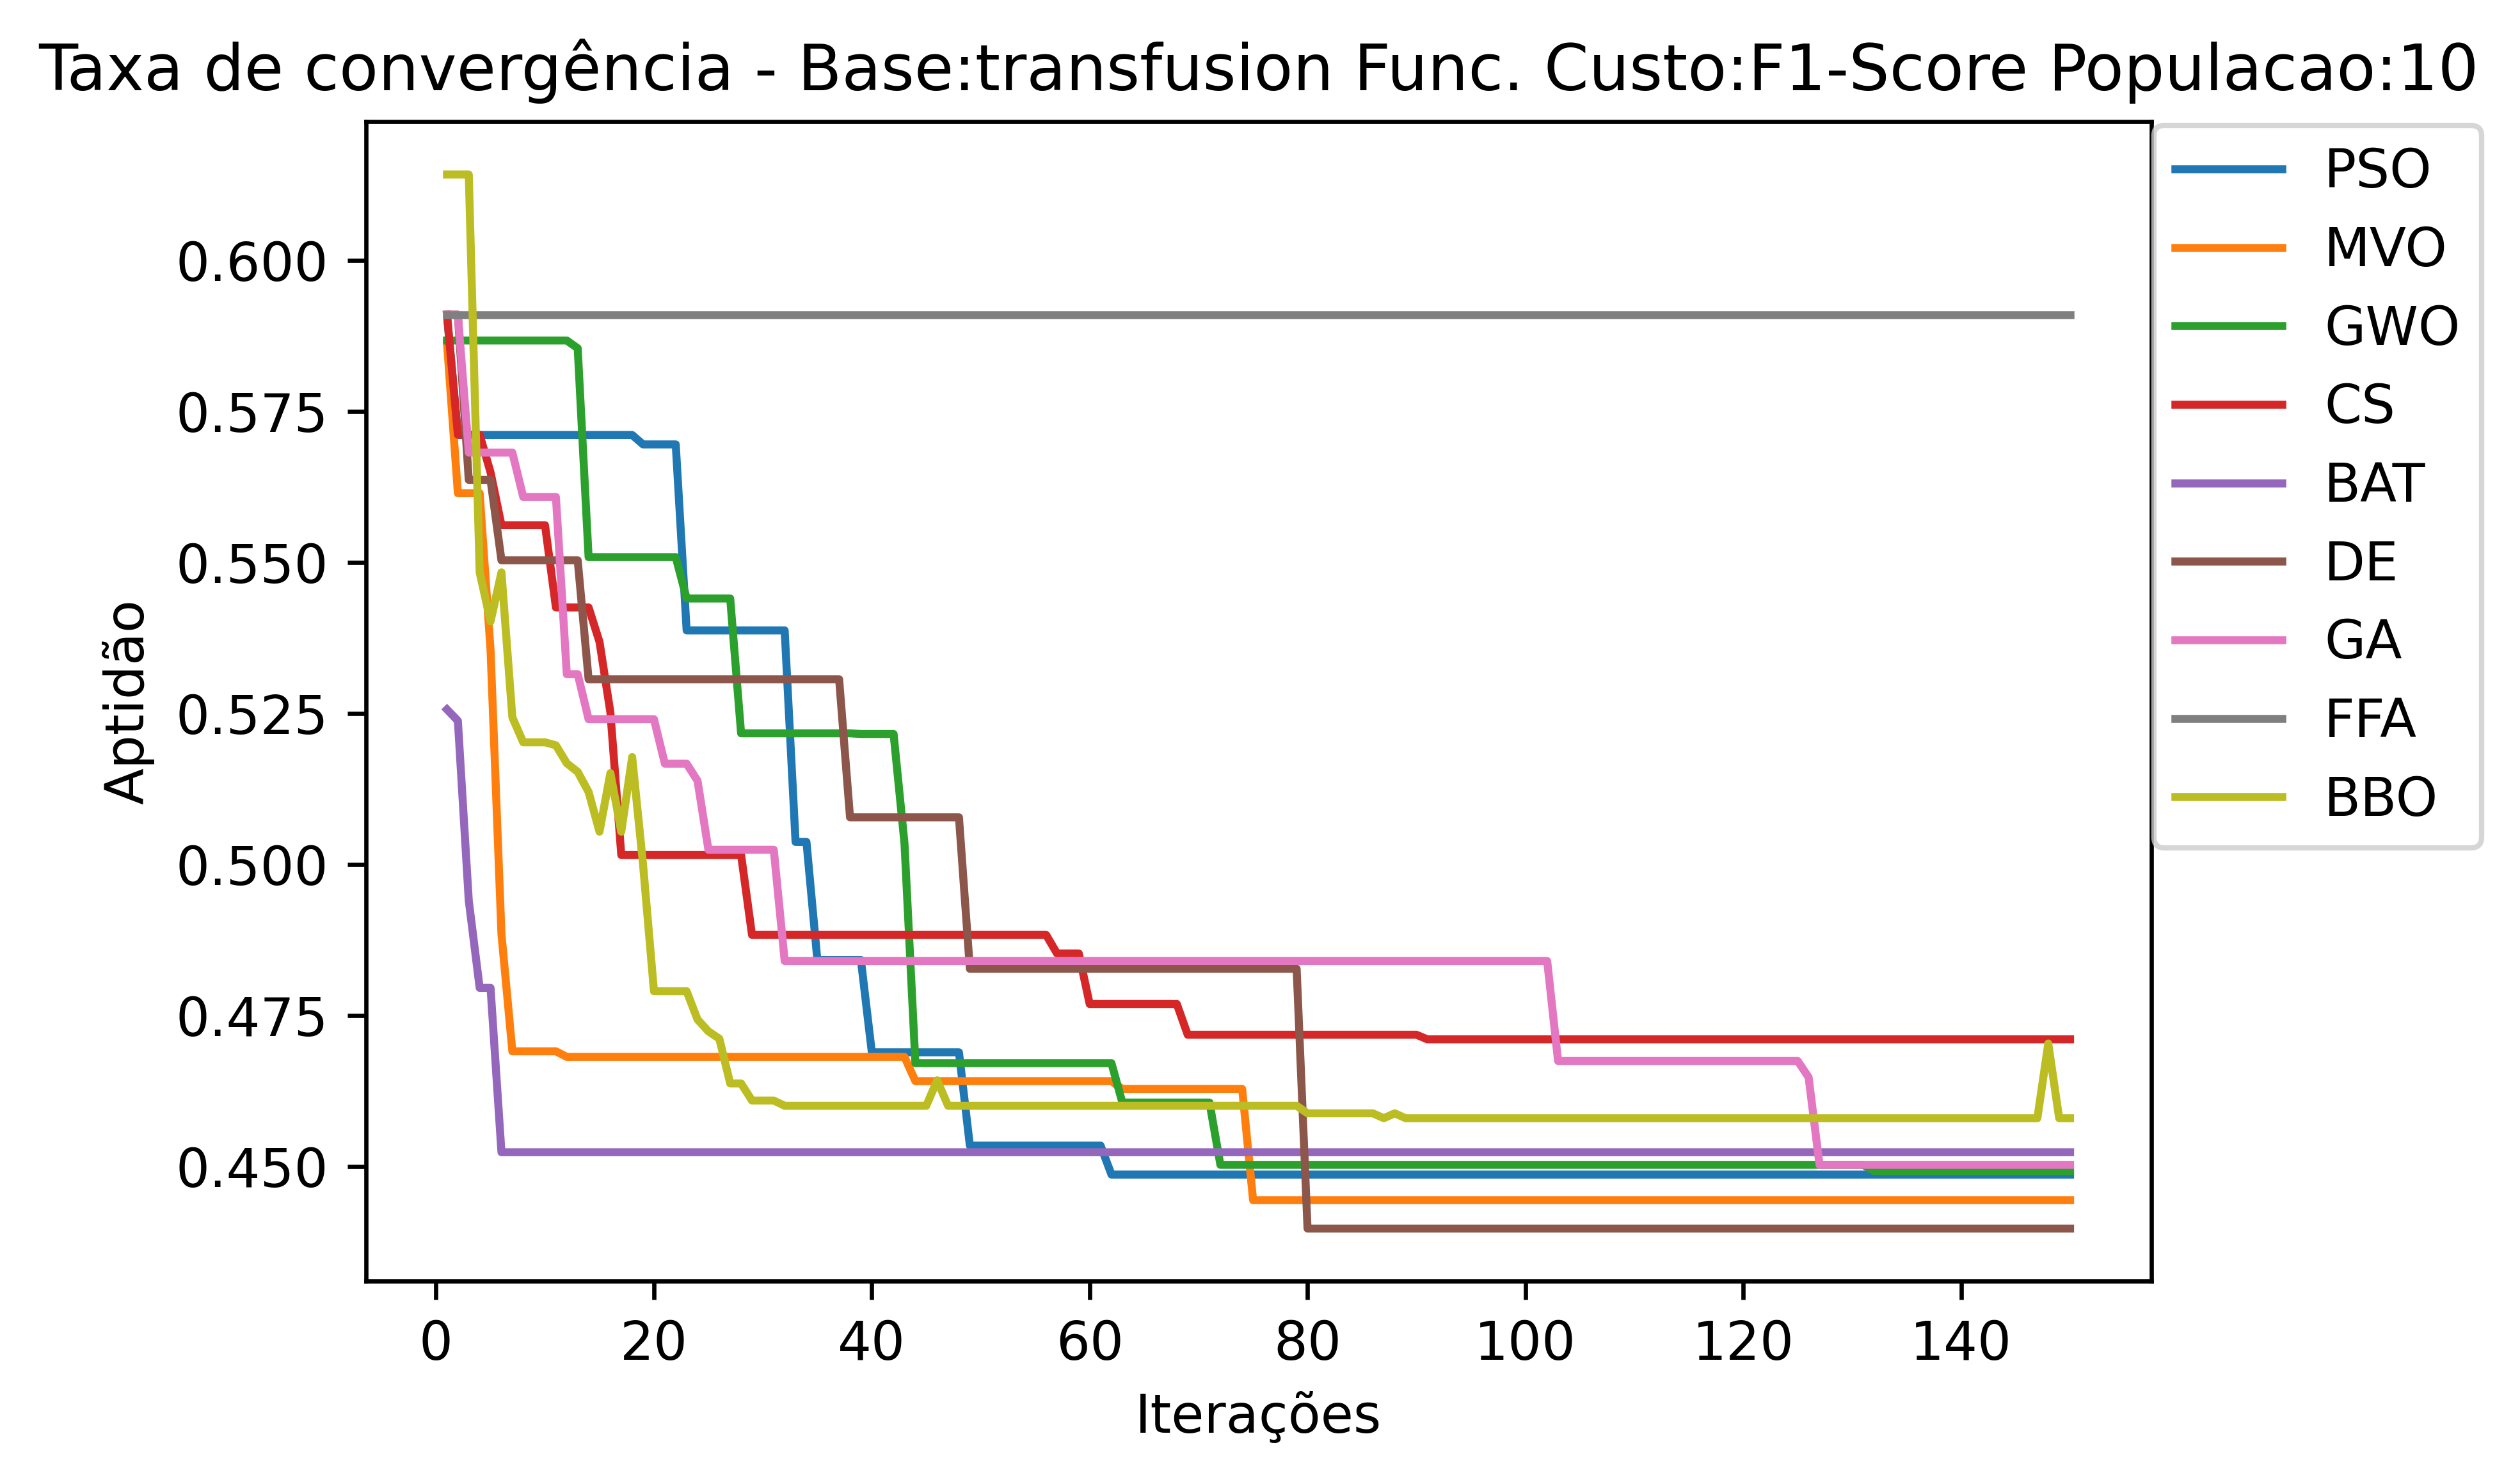 Taxa de convergência - Base:transfusion Func. Custo:F1-Score Populacao:10
Aptidão
0.600
0.575
0.550
0.525
0.500
0.475
0.450
0 20 40 60 80 100 120 140
Iterações
PSO
MVO
GWO
CS
BAT
DE
GA
FFA
BBO